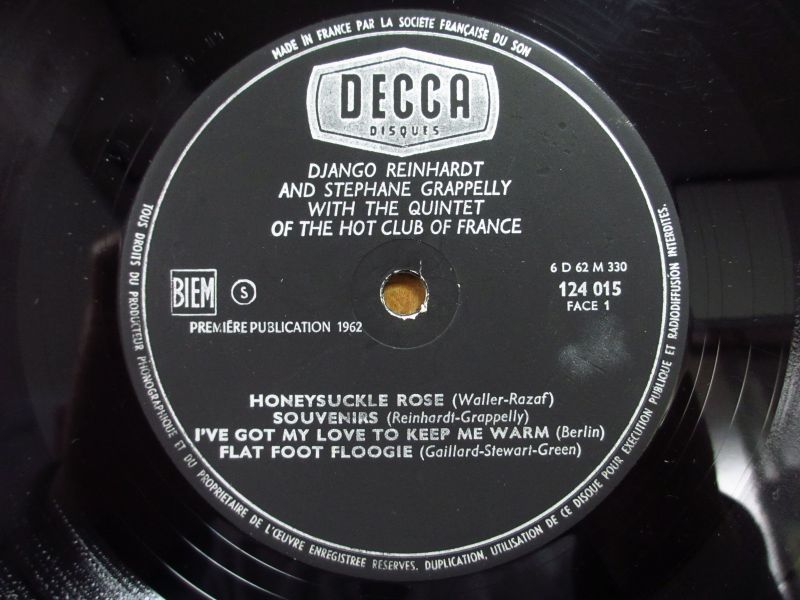 MADE IN FRANCE PAR LA SOCIÉTÉ FRANÇAISE DU SON
DECCA
DISQUES
DJANGO REINHARDT
AND STEPHANE GRAPPELLY
WITH THE QUINTET
OF THE HOT CLUB OF FRANCE
BIEM
S
PREMIÈRE PUBLICATION 1962
6 D 62 M 330
124 015
FACE 1
HONEYSUCKLE ROSE (Waller-Razaf)
SOUVENIRS (Reinhardt-Grappelly)
I'VE GOT MY LOVE TO KEEP ME WARM (Berlin)
FLAT FOOT FLOOGIE (Gaillard-Stewart-Green)
TOUS DROITS DU PRODUCTEUR PHONOGRAPHIQUE ET DU PROPRIETAIRE DE L'ŒUVRE ENREGISTREE RESERVES. DUPLICATION, UTILISATION DE CE DISQUE POUR EXECUTION PUBLIQUE ET RADIODIFFUSION INTERDITES.